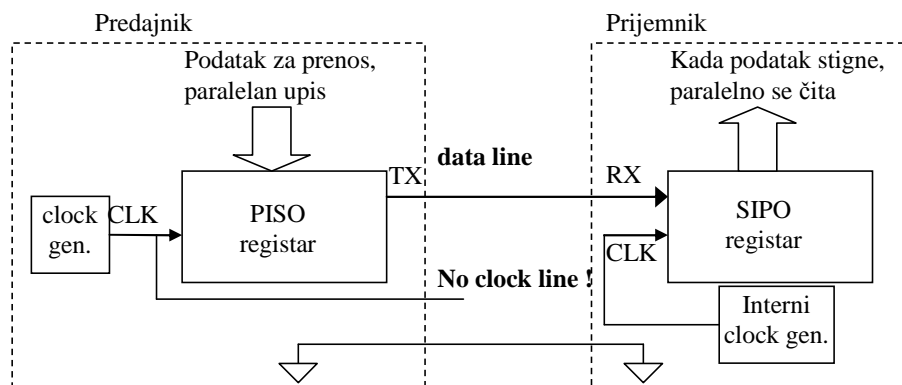 Predajnik
Prijemnik
Podatak za prenos,
paralelan upis
Kada podatak stigne,
paralelno se čita
data line
TX
RX
clock
gen.
CLK
PISO
registar
SIPO
registar
CLK
No clock line !
Interni
clock gen.